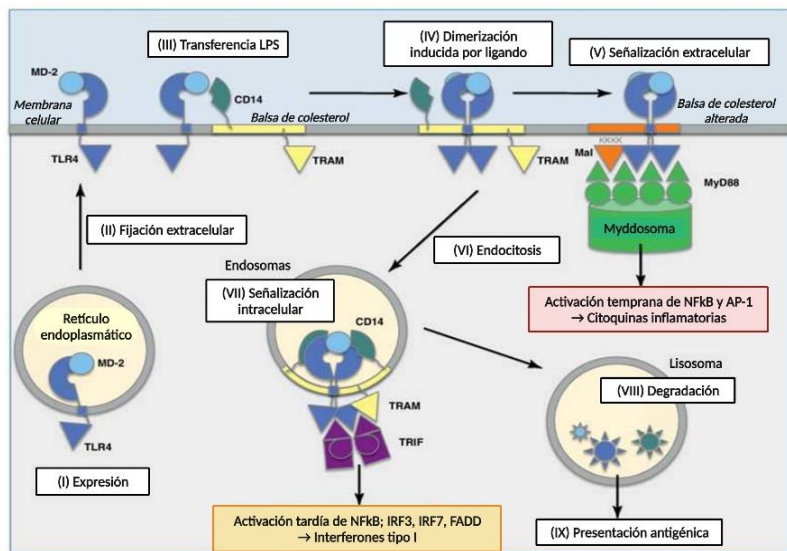 (III) Transferencia LPS
(IV) Dimerización
inducida por ligando
(V) Señalización extracelular
MD-2
CD14
Membrana
celular
Balsa de colesterol
Balsa de colesterol
alterada
TLR4
TRAM
TRAM
Mal
KKKK
MyD88
Myddosoma
(II) Fijación extracelular
(VI) Endocitosis
Endosomas
(VII) Señalización
intracelular
CD14
Activación temprana de NFkB y AP-1
→ Citoquinas inflamatorias
Retículo
endoplasmático
MD-2
TLR4
(I) Expresión
TRAM
TRIF
Lisosoma
(VIII) Degradación
Activación tardía de NFkB; IRF3, IRF7, FADD
→ Interferones tipo I
(IX) Presentación antigénica